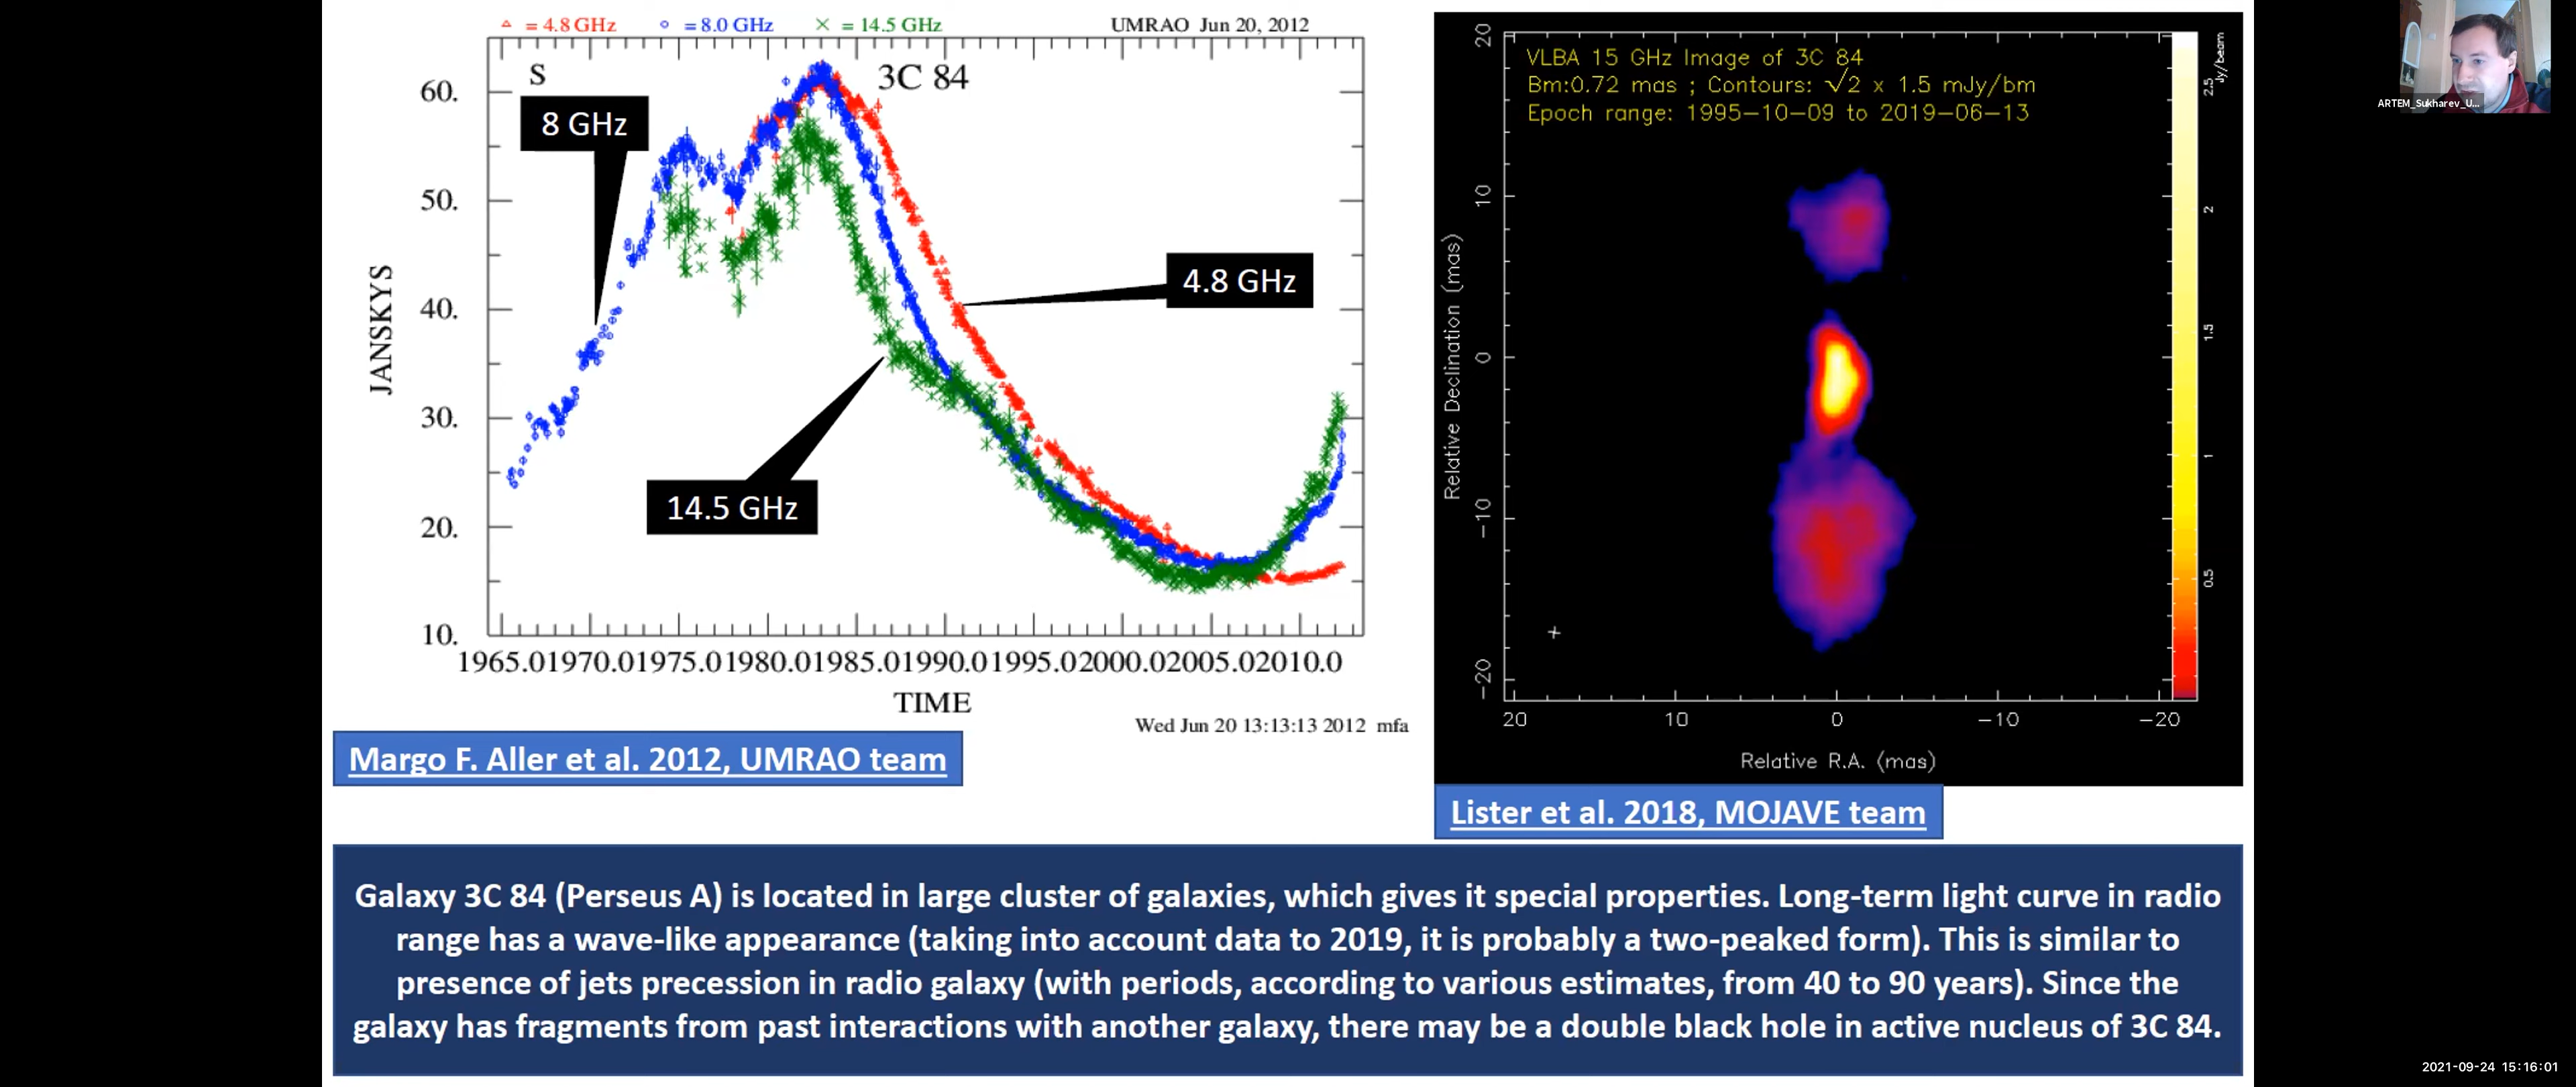 △ = 4.8 GHz ○ = 8.0 GHz × = 14.5 GHz UMRAO Jun 20, 2012
S
3C 84
8 GHz
4.8 GHz
14.5 GHz
JANSKYS
60.
50.
40.
30.
20.
10.
1965.0 1970.0 1975.0 1980.0 1985.0 1990.0 1995.0 2000.0 2005.0 2010.0
TIME
Wed Jun 20 13:13:13 2012 mfa
Margo F. Aller et al. 2012, UMRAO team
VLBA 15 GHz Image of 3C 84
Bm:0.72 mas ; Contours: √2 x 1.5 mJy/bm
Epoch range: 1995-10-09 to 2019-06-13
Relative Declination (mas)
20
10
0
-10
-20
20 10 0 -10 -20
Relative R.A. (mas)
Jy/beam
2.5
2
1.5
1
0.5
Lister et al. 2018, MOJAVE team
Galaxy 3C 84 (Perseus A) is located in large cluster of galaxies, which gives it special properties. Long-term light curve in radio
range has a wave-like appearance (taking into account data to 2019, it is probably a two-peaked form). This is similar to
presence of jets precession in radio galaxy (with periods, according to various estimates, from 40 to 90 years). Since the
galaxy has fragments from past interactions with another galaxy, there may be a double black hole in active nucleus of 3C 84.
ARTEM_Sukharev_U...
2021-09-24 15:16:01